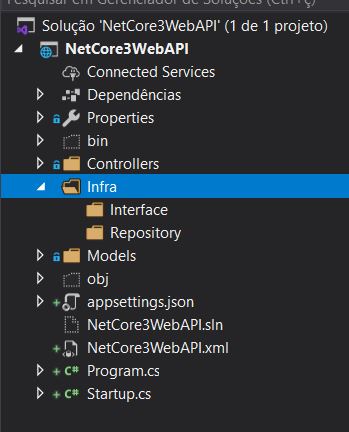 Pesquisar em Gerenciador de Soluções (Ctrl+ç)
Solução 'NetCore3WebAPI' (1 de 1 projeto)
NetCore3WebAPI
Connected Services
Dependências
Properties
bin
Controllers
Infra
Interface
Repository
Models
obj
appsettings.json
NetCore3WebAPI.sln
NetCore3WebAPI.xml
C# Program.cs
C# Startup.cs